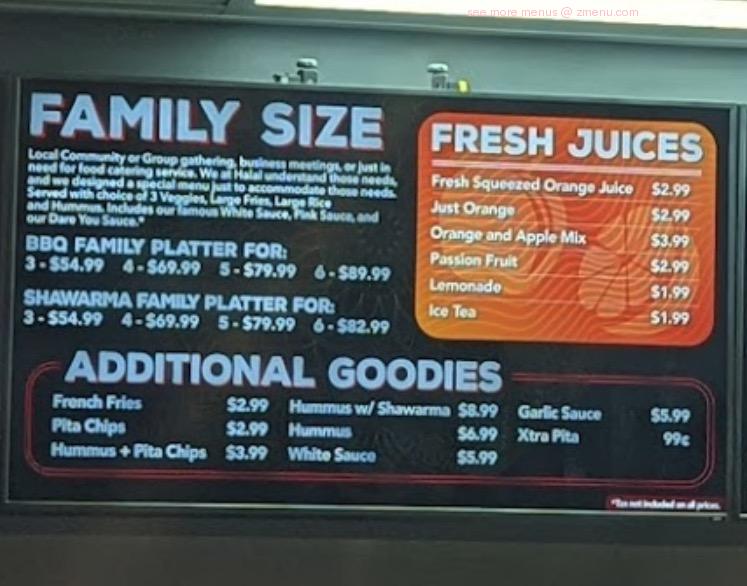 see more menus @ zmenu.com
FAMILY SIZE
Local Community or Group gathering, business meetings, or just in
need for food catering service. We at Halal understand those needs,
and we designed a special menu just to accommodate those needs.
Served with choice of 3 Veggies, Large Fries, Large Rice
and Hummus. Includes our famous White Sauce, Pink Sauce, and
our Dare You Sauce.*
BBQ FAMILY PLATTER FOR:
3 - $54.99 4 - $69.99 5 - $79.99 6 - $89.99
SHAWARMA FAMILY PLATTER FOR:
3 - $54.99 4 - $69.99 5 - $79.99 6 - $82.99
FRESH JUICES
Fresh Squeezed Orange Juice $2.99
Just Orange $2.99
Orange and Apple Mix $3.99
Passion Fruit $2.99
Lemonade $1.99
Ice Tea $1.99
ADDITIONAL GOODIES
French Fries $2.99
Pita Chips $2.99
Hummus + Pita Chips $3.99
Hummus w/ Shawarma $8.99
Hummus $6.99
White Sauce $5.99
Garlic Sauce $5.99
Xtra Pita 99¢
*Tax not included on all prices.